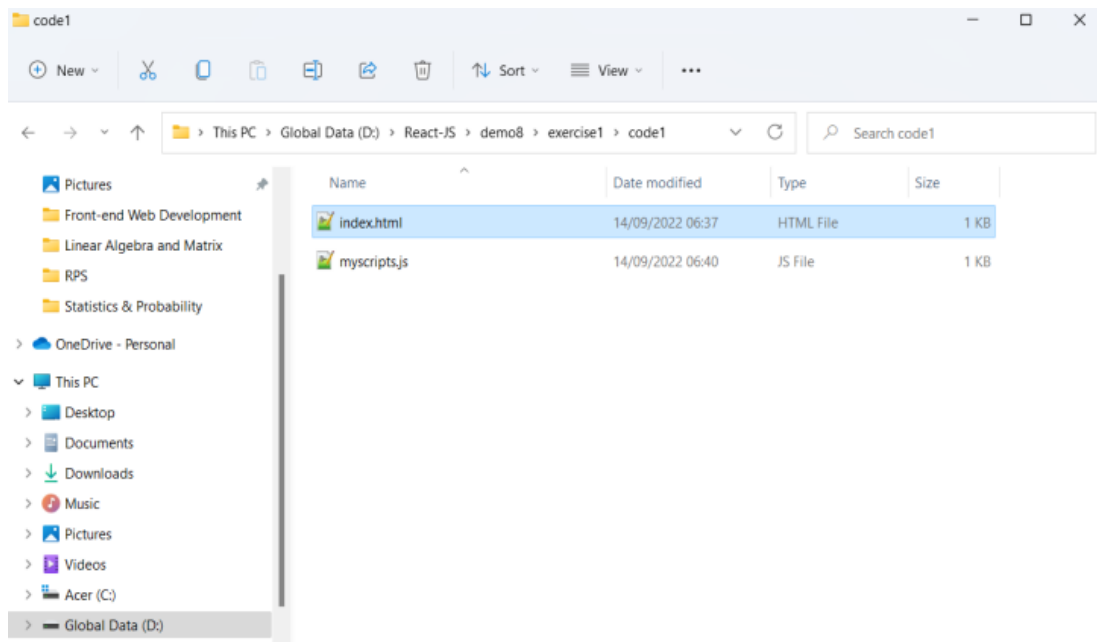 code1
New
Sort
View
This PC > Global Data (D:) > React-JS > demo8 > exercise1 > code1
Search code1
Pictures
Front-end Web Development
Linear Algebra and Matrix
RPS
Statistics & Probability
OneDrive - Personal
This PC
Desktop
Documents
Downloads
Music
Pictures
Videos
Acer (C:)
Global Data (D:)
Name Date modified Type Size
index.html 14/09/2022 06:37 HTML File 1 KB
myscripts.js 14/09/2022 06:40 JS File 1 KB